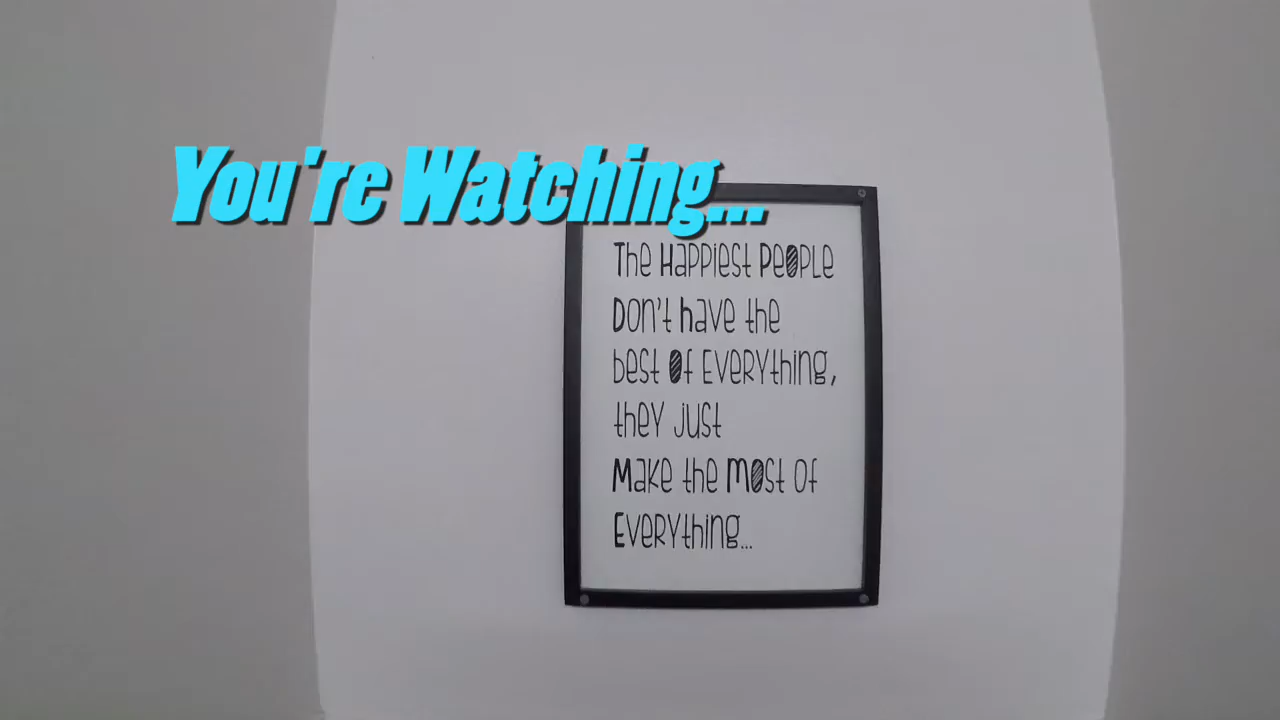 You're Watching...
The Happiest People
Don't have the
best of Everything,
they just
Make the Most of
Everything...